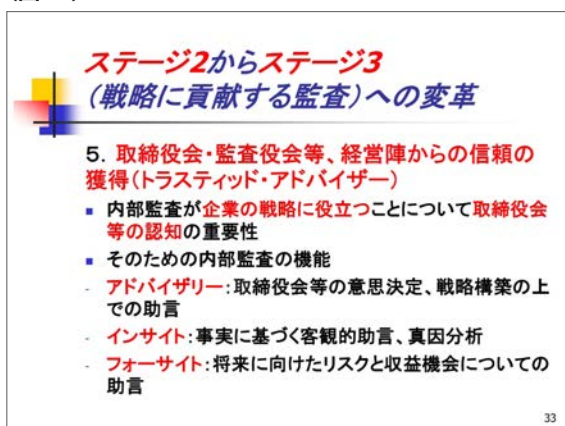 ステージ2からステージ3
(戦略に貢献する監査)への変革
5. 取締役会・監査役会等、経営陣からの信頼の
獲得(トラスティッド・アドバイザー)
■ 内部監査が企業の戦略に役立つことについて取締役会
等の認知の重要性
■ そのための内部監査の機能
- アドバイザリー:取締役会等の意思決定、戦略構築の上
での助言
- インサイト:事実に基づく客観的助言、真因分析
- フォーサイト:将来に向けたリスクと収益機会についての
助言
33